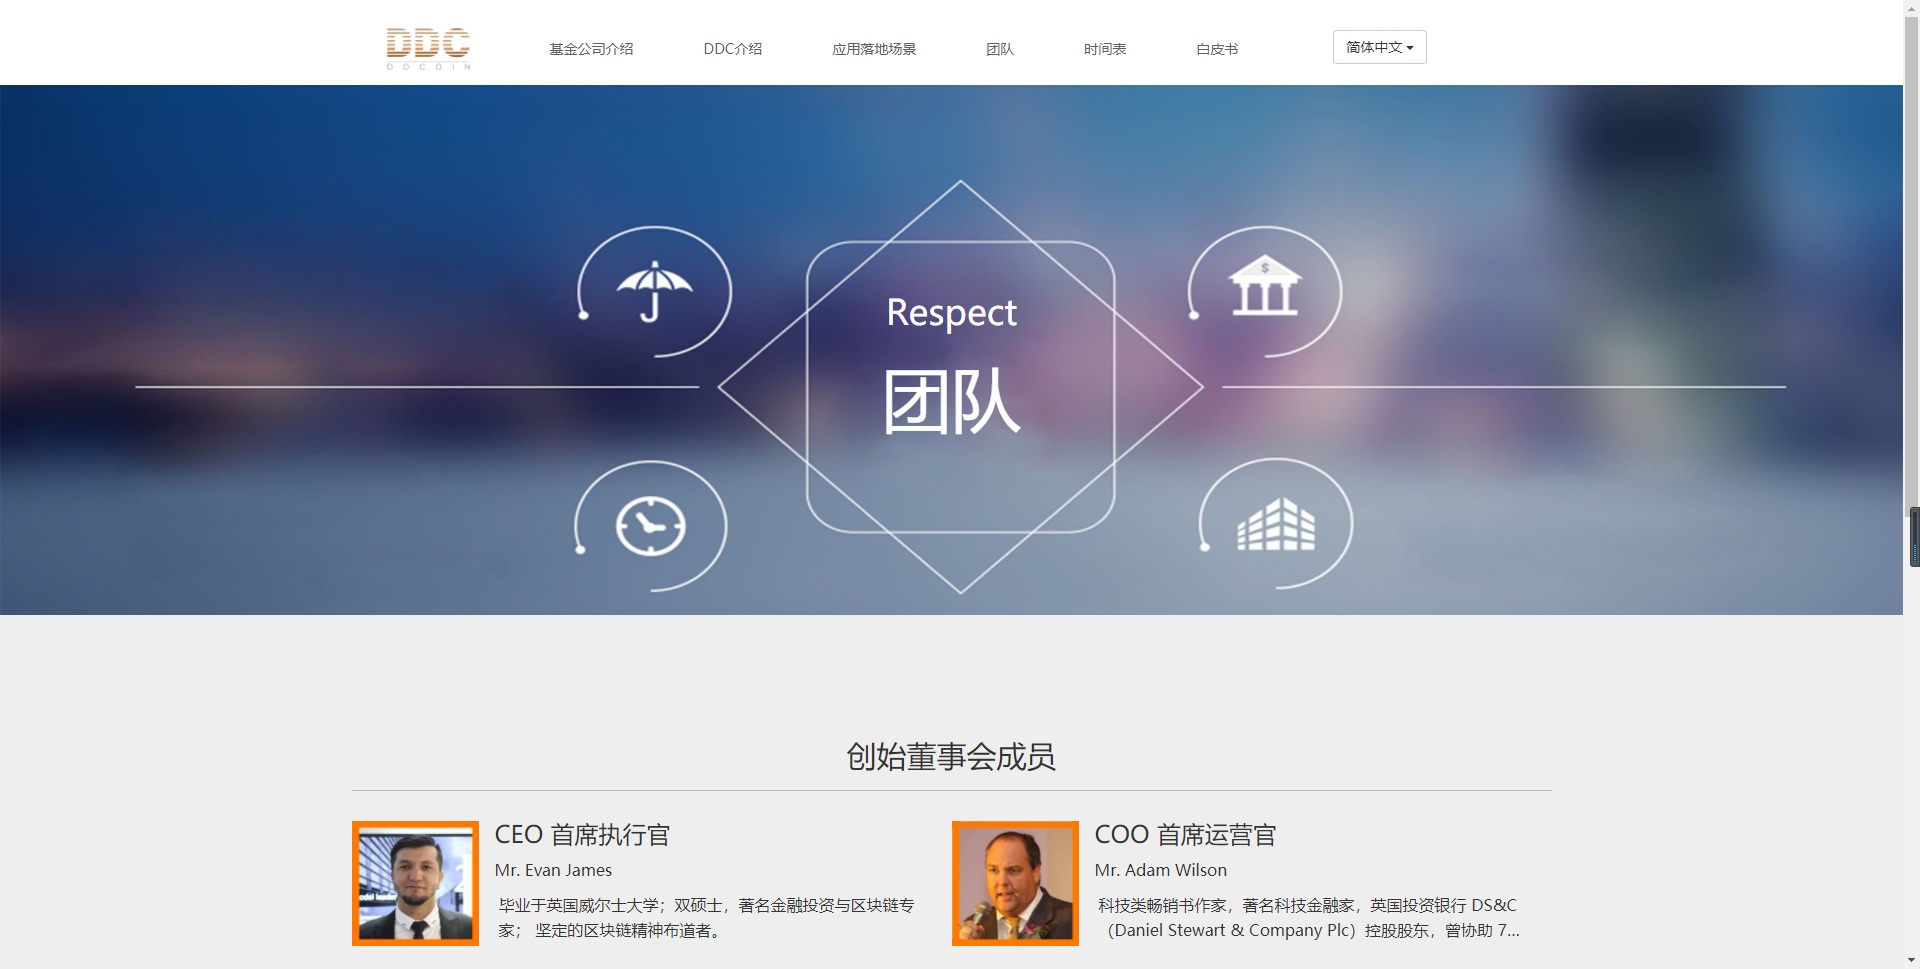 DDC
DDCOIN
基金公司介绍
DDC介绍
应用落地场景
团队
时间表
白皮书
简体中文
Respect
团队
创始董事会成员
CEO 首席执行官
Mr. Evan James
毕业于英国威尔士大学；双硕士，著名金融投资与区块链专
家； 坚定的区块链精神布道者。
COO 首席运营官
Mr. Adam Wilson
科技类畅销书作家，著名科技金融家，英国投资银行 DS&C
（Daniel Stewart & Company Plc）控股股东，曾协助 7...